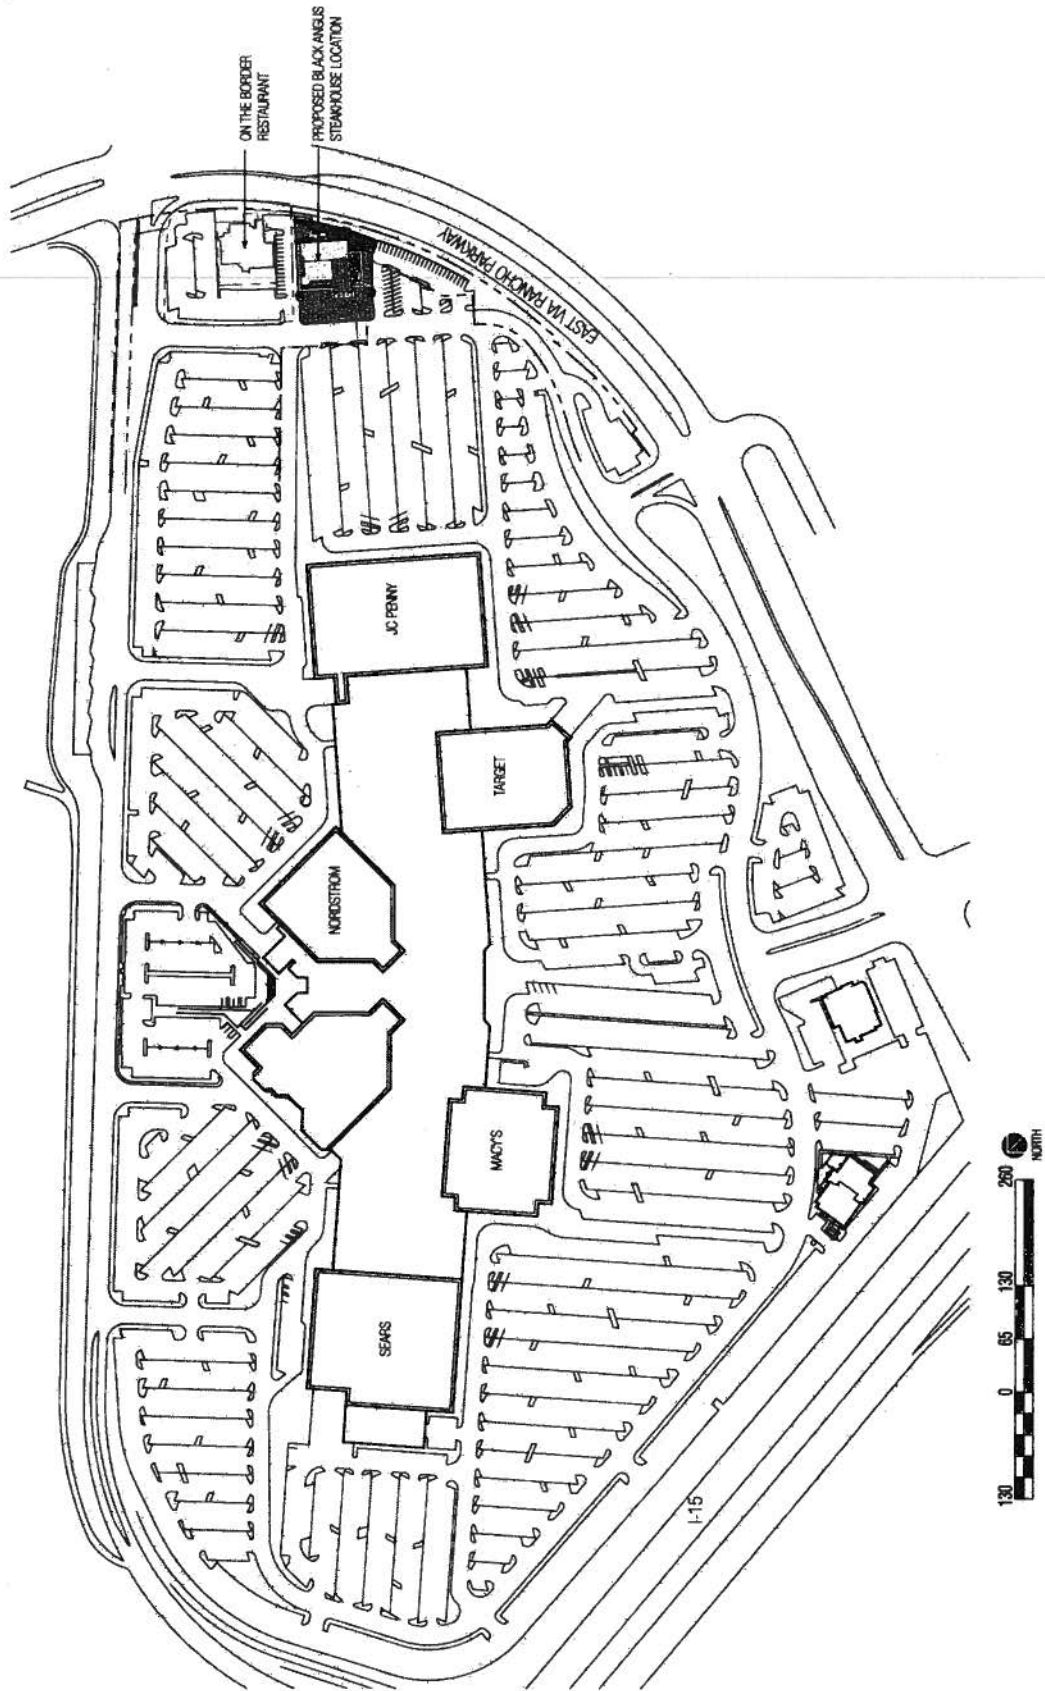 ON THE BORDER
RESTAURANT
PROPOSED BLACK ANGUS
STEAKHOUSE LOCATION
EAST VIA RANCHO PARKWAY
JC PENNY
TARGET
NORDSTROM
MACY'S
SEARS
I-15
130
0
65
130
260
NORTH